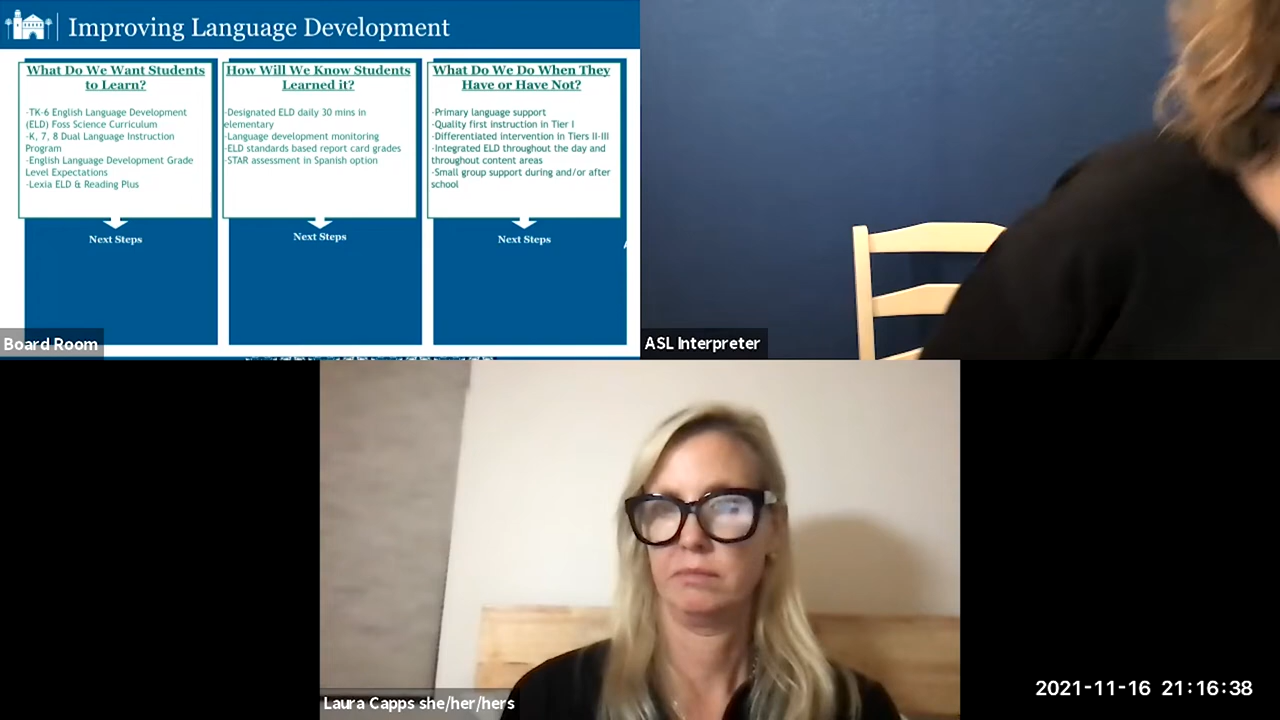 Improving Language Development
What Do We Want Students
to Learn?
-TK-6 English Language Development
(ELD) Foss Science Curriculum
-K, 7, 8 Dual Language Instruction
Program
-English Language Development Grade
Level Expectations
-Lexia ELD & Reading Plus
Next Steps
How Will We Know Students
Learned it?
-Designated ELD daily 30 mins in
elementary
-Language development monitoring
-ELD standards based report card grades
-STAR assessment in Spanish option
Next Steps
What Do We Do When They
Have or Have Not?
-Primary language support
-Quality first instruction in Tier I
-Differentiated intervention in Tiers II-III
-Integrated ELD throughout the day and
throughout content areas
-Small group support during and/or after
school
Next Steps
Board Room
ASL Interpreter
Laura Capps she/her/hers
2021-11-16 21:16:38